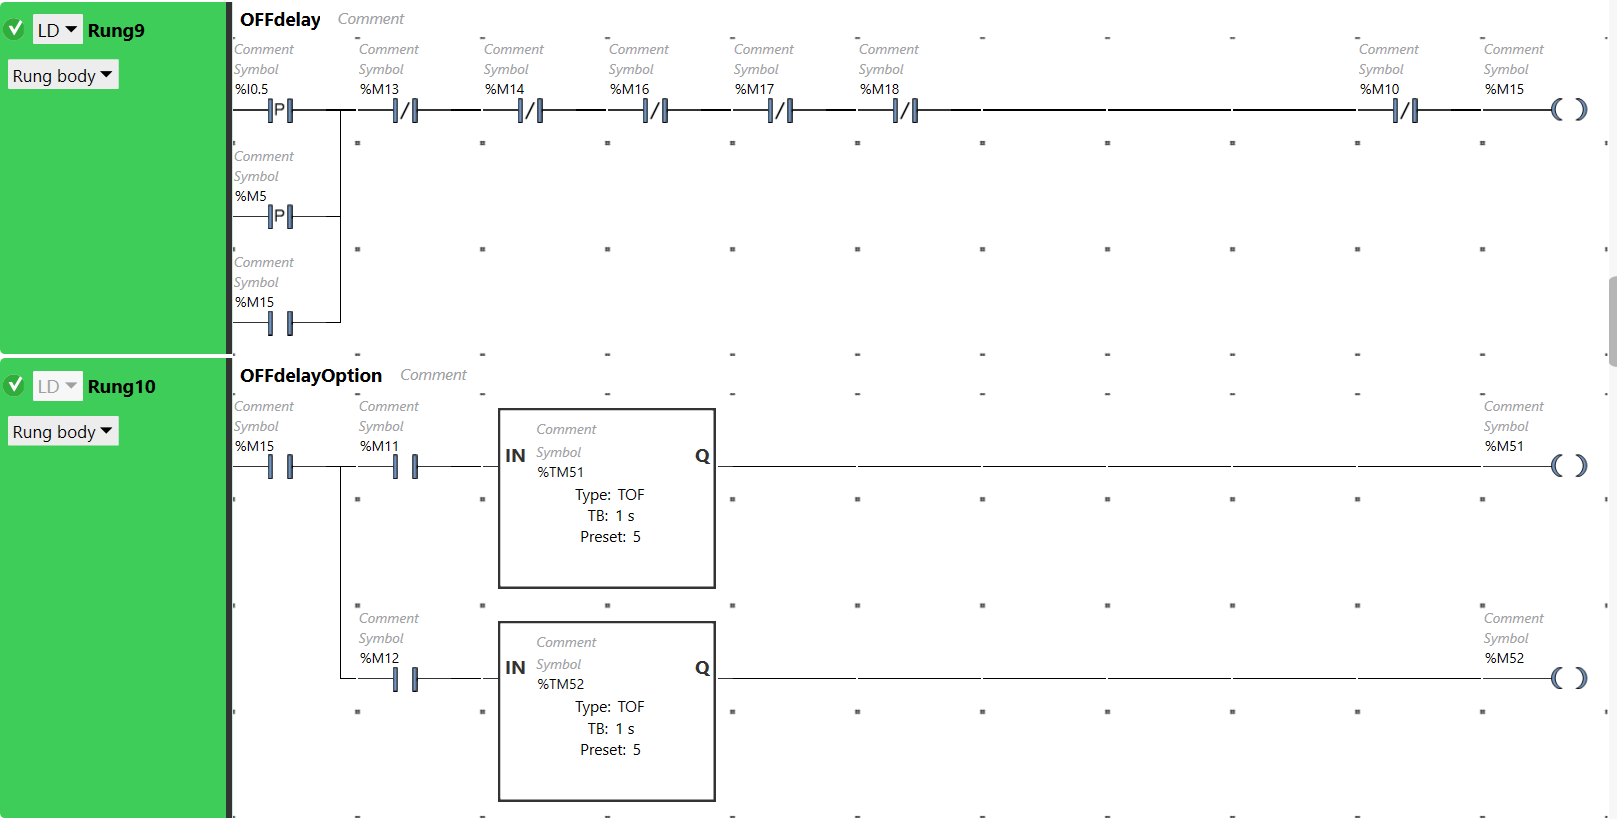 LD Rung9
Rung body
OFFdelay Comment
Comment Comment Comment Comment Comment Comment Comment Comment
Symbol Symbol Symbol Symbol Symbol Symbol Symbol Symbol
%I0.5 %M13 %M14 %M16 %M17 %M18 %M10 %M15
P / / / / / /
Comment
Symbol
%M5
P
Comment
Symbol
%M15
LD Rung10
Rung body
OFFdelayOption Comment
Comment Comment Comment
Symbol Symbol Symbol
%M15 %M11 %M51
Comment
IN Symbol Q
%TM51
Type: TOF
TB: 1 s
Preset: 5
Comment Comment
Symbol Symbol
%M12 %M52
Comment
IN Symbol Q
%TM52
Type: TOF
TB: 1 s
Preset: 5